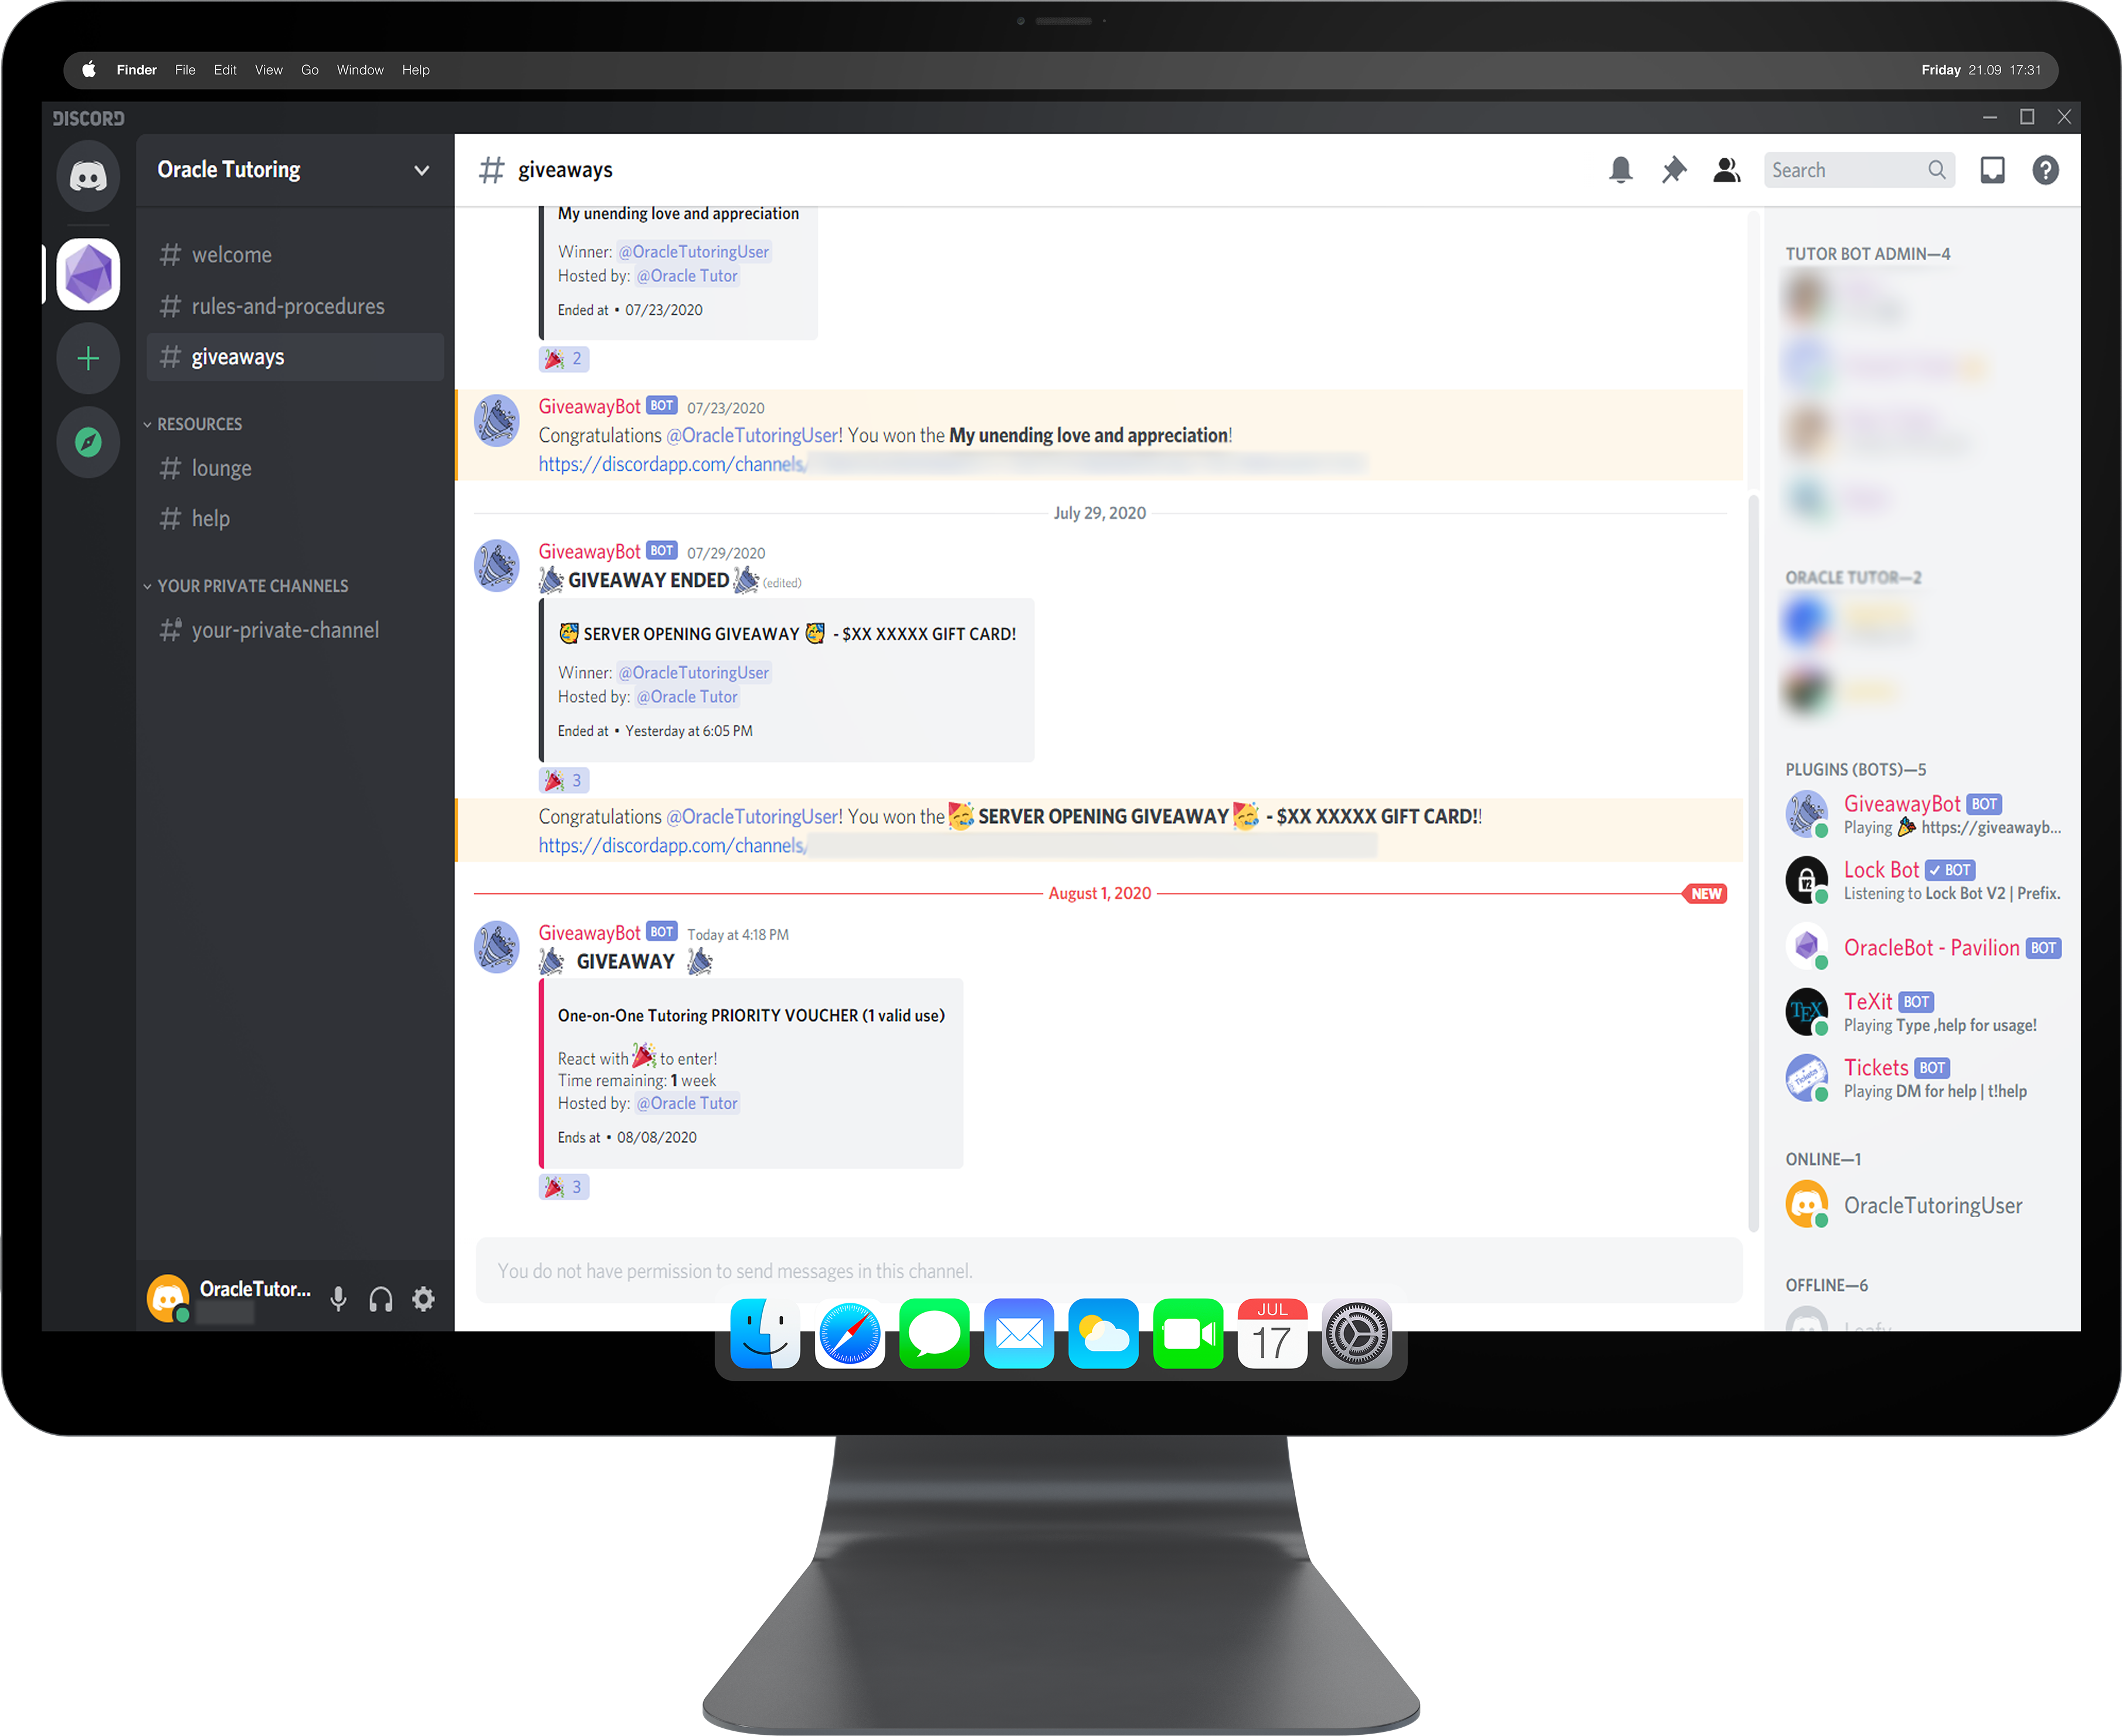 Finder File Edit View Go Window Help
Friday 21.09 17:31
DISCORD
Oracle Tutoring
welcome
rules-and-procedures
giveaways
RESOURCES
lounge
help
YOUR PRIVATE CHANNELS
your-private-channel
OracleTutor...
# giveaways
Search
My unending love and appreciation
Winner: @OracleTutoringUser
Hosted by: @Oracle Tutor
Ended at • 07/23/2020
2
GiveawayBot BOT 07/23/2020
Congratulations @OracleTutoringUser! You won the My unending love and appreciation!
https://discordapp.com/channels/
July 29, 2020
GiveawayBot BOT 07/29/2020
🎉 GIVEAWAY ENDED 🎉 (edited)
🥳 SERVER OPENING GIVEAWAY 🥳 - $XX XXXXX GIFT CARD!
Winner: @OracleTutoringUser
Hosted by: @Oracle Tutor
Ended at • Yesterday at 6:05 PM
3
Congratulations @OracleTutoringUser! You won the 🥳 SERVER OPENING GIVEAWAY 🥳 - $XX XXXXX GIFT CARD!!
https://discordapp.com/channels/
August 1, 2020
NEW
GiveawayBot BOT Today at 4:18 PM
🎉 GIVEAWAY 🎉
One-on-One Tutoring PRIORITY VOUCHER (1 valid use)
React with 🎉 to enter!
Time remaining: 1 week
Hosted by: @Oracle Tutor
Ends at • 08/08/2020
3
You do not have permission to send messages in this channel.
TUTOR BOT ADMIN—4
ORACLE TUTOR—2
PLUGINS (BOTS)—5
GiveawayBot BOT
Playing 🎉 https://giveawayb...
Lock Bot ✓ BOT
Listening to Lock Bot V2 | Prefix.
OracleBot - Pavilion BOT
TeXit BOT
Playing Type ,help for usage!
Tickets BOT
Playing DM for help | t!help
ONLINE—1
OracleTutoringUser
OFFLINE—6
JUL
17